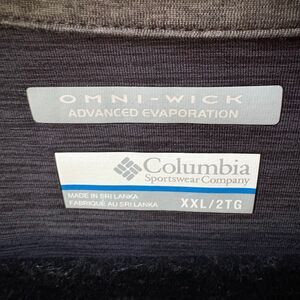 OMNI-WICK
ADVANCED EVAPORATION
Columbia
Sportswear Company
MADE IN SRI LANKA
FABRIQUÉ AU SRI LANKA
XXL/2TG